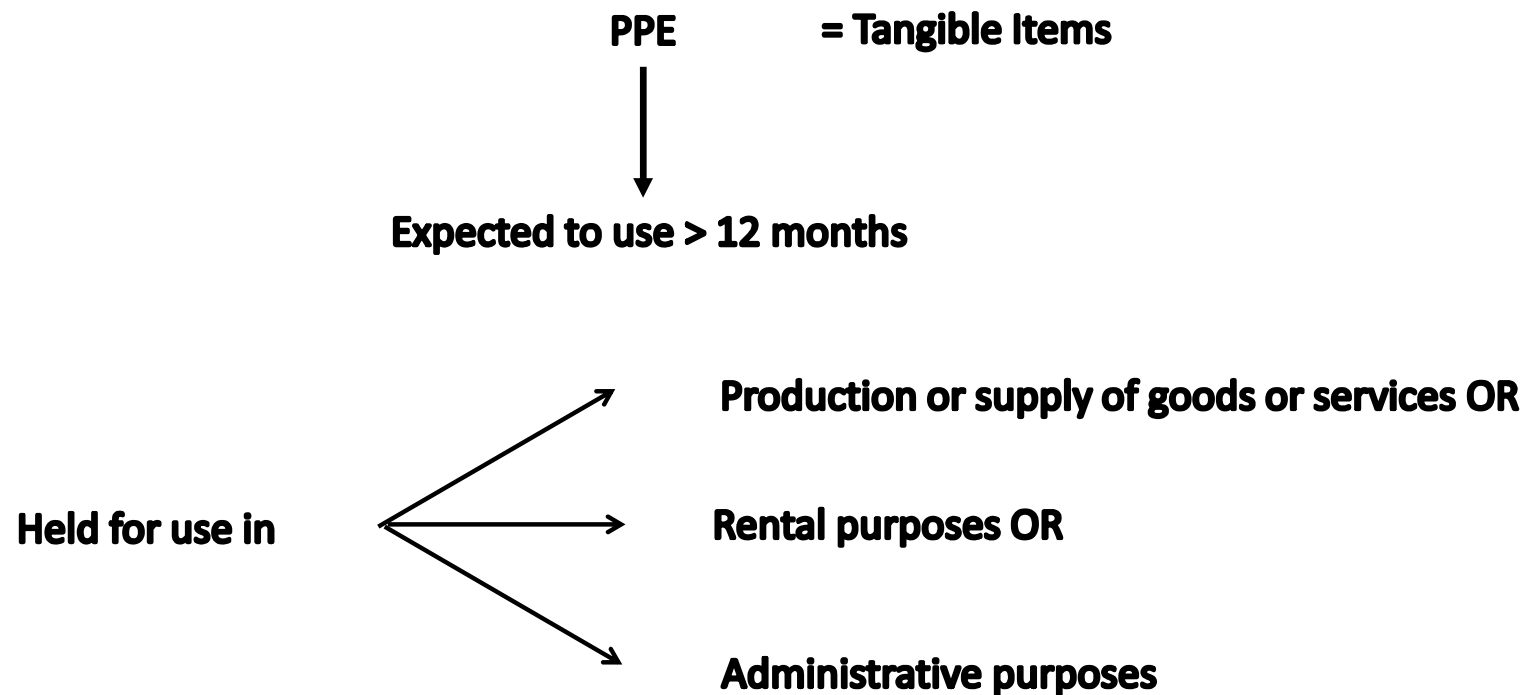 PPE = Tangible Items
Expected to use > 12 months
Production or supply of goods or services OR
Held for use in
Rental purposes OR
Administrative purposes